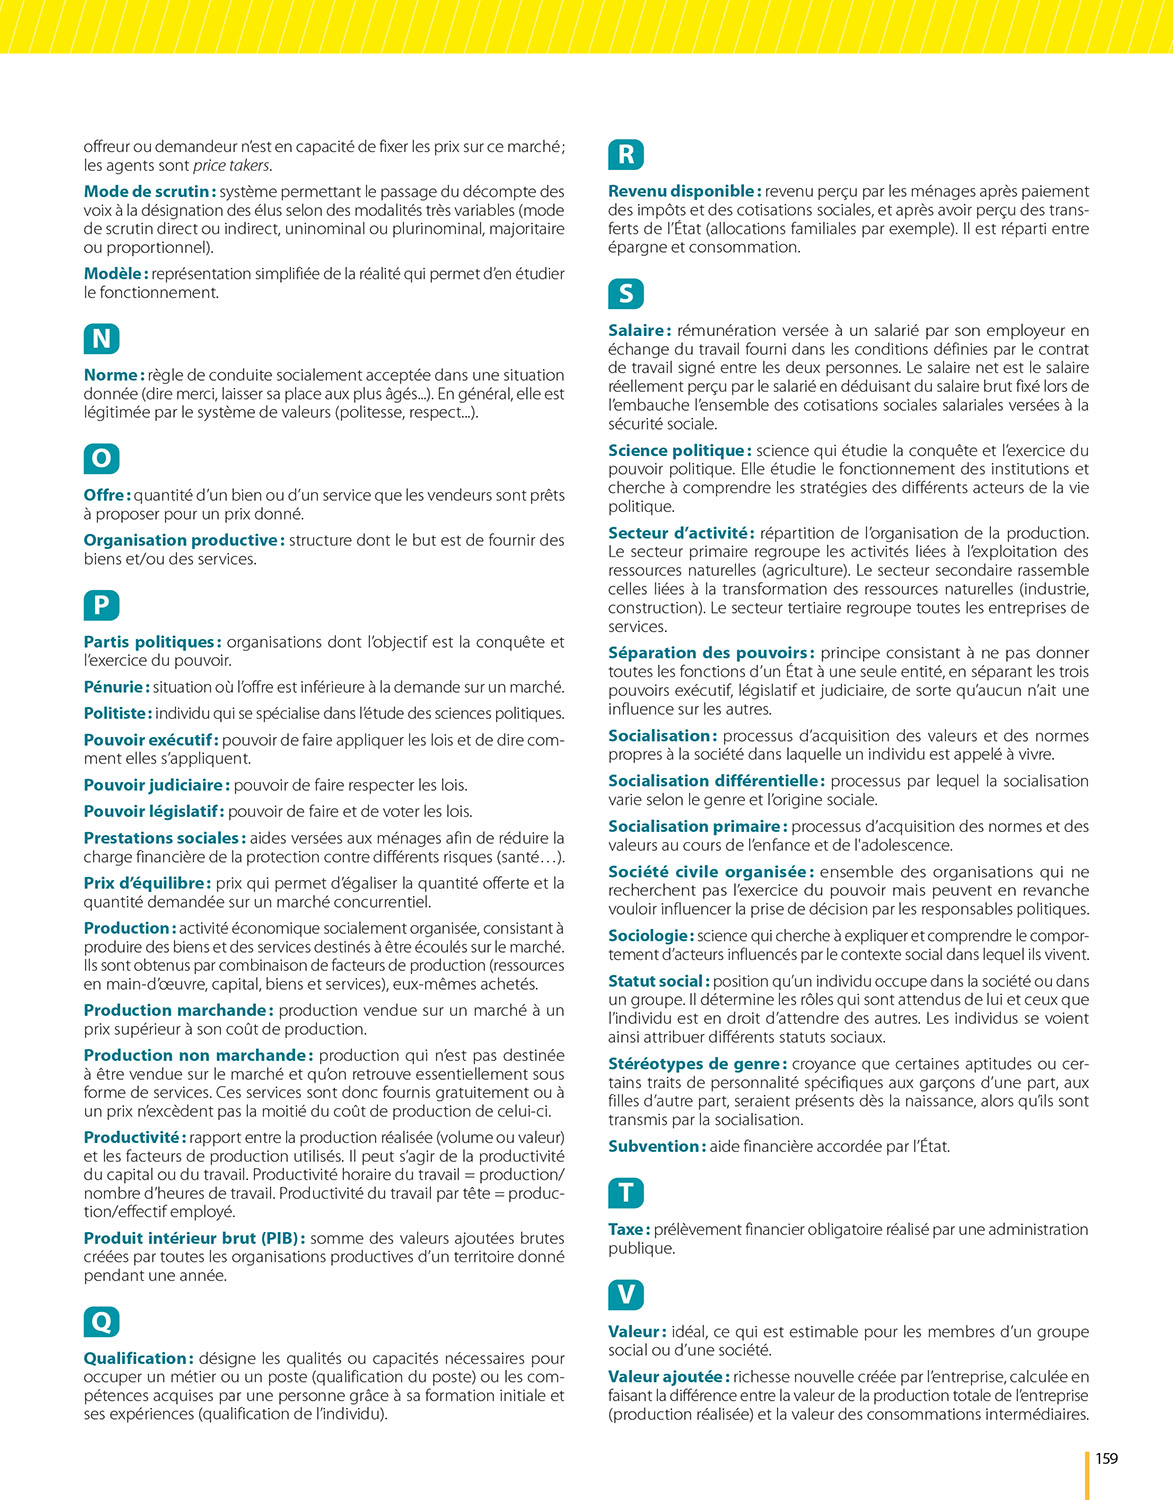 offreur ou demandeur n’est en capacité de fixer les prix sur ce marché ;
les agents sont price takers.
Mode de scrutin : système permettant le passage du décompte des
voix à la désignation des élus selon des modalités très variables (mode
de scrutin direct ou indirect, uninominal ou plurinominal, majoritaire
ou proportionnel).
Modèle : représentation simplifiée de la réalité qui permet d’en étudier
le fonctionnement.
N
Norme : règle de conduite socialement acceptée dans une situation
donnée (dire merci, laisser sa place aux plus âgés...). En général, elle est
légitimée par le système de valeurs (politesse, respect...).
O
Offre : quantité d’un bien ou d’un service que les vendeurs sont prêts
à proposer pour un prix donné.
Organisation productive : structure dont le but est de fournir des
biens et/ou des services.
P
Partis politiques : organisations dont l’objectif est la conquête et
l’exercice du pouvoir.
Pénurie : situation où l’offre est inférieure à la demande sur un marché.
Politiste : individu qui se spécialise dans l’étude des sciences politiques.
Pouvoir exécutif : pouvoir de faire appliquer les lois et de dire com-
ment elles s’appliquent.
Pouvoir judiciaire : pouvoir de faire respecter les lois.
Pouvoir législatif : pouvoir de faire et de voter les lois.
Prestations sociales : aides versées aux ménages afin de réduire la
charge financière de la protection contre différents risques (santé…).
Prix d’équilibre : prix qui permet d’égaliser la quantité offerte et la
quantité demandée sur un marché concurrentiel.
Production : activité économique socialement organisée, consistant à
produire des biens et des services destinés à être écoulés sur le marché.
Ils sont obtenus par combinaison de facteurs de production (ressources
en main-d’œuvre, capital, biens et services), eux-mêmes achetés.
Production marchande : production vendue sur un marché à un
prix supérieur à son coût de production.
Production non marchande : production qui n’est pas destinée
à être vendue sur le marché et qu’on retrouve essentiellement sous
forme de services. Ces services sont donc fournis gratuitement ou à
un prix n’excèdent pas la moitié du coût de production de celui-ci.
Productivité : rapport entre la production réalisée (volume ou valeur)
et les facteurs de production utilisés. Il peut s’agir de la productivité
du capital ou du travail. Productivité horaire du travail = production/
nombre d’heures de travail. Productivité du travail par tête = produc-
tion/effectif employé.
Produit intérieur brut (PIB) : somme des valeurs ajoutées brutes
créées par toutes les organisations productives d’un territoire donné
pendant une année.
Q
Qualification : désigne les qualités ou capacités nécessaires pour
occuper un métier ou un poste (qualification du poste) ou les com-
pétences acquises par une personne grâce à sa formation initiale et
ses expériences (qualification de l’individu).
R
Revenu disponible : revenu perçu par les ménages après paiement
des impôts et des cotisations sociales, et après avoir perçu des trans-
ferts de l’État (allocations familiales par exemple). Il est réparti entre
épargne et consommation.
S
Salaire : rémunération versée à un salarié par son employeur en
échange du travail fourni dans les conditions définies par le contrat
de travail signé entre les deux personnes. Le salaire net est le salaire
réellement perçu par le salarié en déduisant du salaire brut fixé lors de
l’embauche l’ensemble des cotisations sociales salariales versées à la
sécurité sociale.
Science politique : science qui étudie la conquête et l’exercice du
pouvoir politique. Elle étudie le fonctionnement des institutions et
cherche à comprendre les stratégies des différents acteurs de la vie
politique.
Secteur d’activité : répartition de l’organisation de la production.
Le secteur primaire regroupe les activités liées à l’exploitation des
ressources naturelles (agriculture). Le secteur secondaire rassemble
celles liées à la transformation des ressources naturelles (industrie,
construction). Le secteur tertiaire regroupe toutes les entreprises de
services.
Séparation des pouvoirs : principe consistant à ne pas donner
toutes les fonctions d’un État à une seule entité, en séparant les trois
pouvoirs exécutif, législatif et judiciaire, de sorte qu’aucun n’ait une
influence sur les autres.
Socialisation : processus d’acquisition des valeurs et des normes
propres à la société dans laquelle un individu est appelé à vivre.
Socialisation différentielle : processus par lequel la socialisation
varie selon le genre et l’origine sociale.
Socialisation primaire : processus d’acquisition des normes et des
valeurs au cours de l’enfance et de l'adolescence.
Société civile organisée : ensemble des organisations qui ne
recherchent pas l’exercice du pouvoir mais peuvent en revanche
vouloir influencer la prise de décision par les responsables politiques.
Sociologie : science qui cherche à expliquer et comprendre le compor-
tement d’acteurs influencés par le contexte social dans lequel ils vivent.
Statut social : position qu’un individu occupe dans la société ou dans
un groupe. Il détermine les rôles qui sont attendus de lui et ceux que
l’individu est en droit d’attendre des autres. Les individus se voient
ainsi attribuer différents statuts sociaux.
Stéréotypes de genre : croyance que certaines aptitudes ou cer-
tains traits de personnalité spécifiques aux garçons d’une part, aux
filles d’autre part, seraient présents dès la naissance, alors qu’ils sont
transmis par la socialisation.
Subvention : aide financière accordée par l’État.
T
Taxe : prélèvement financier obligatoire réalisé par une administration
publique.
V
Valeur : idéal, ce qui est estimable pour les membres d’un groupe
social ou d’une société.
Valeur ajoutée : richesse nouvelle créée par l’entreprise, calculée en
faisant la différence entre la valeur de la production totale de l’entreprise
(production réalisée) et la valeur des consommations intermédiaires.
159